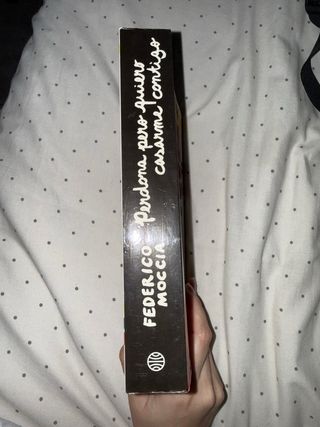 FEDERICO
MOCCIA
Perdona pero quiero
casarme contigo